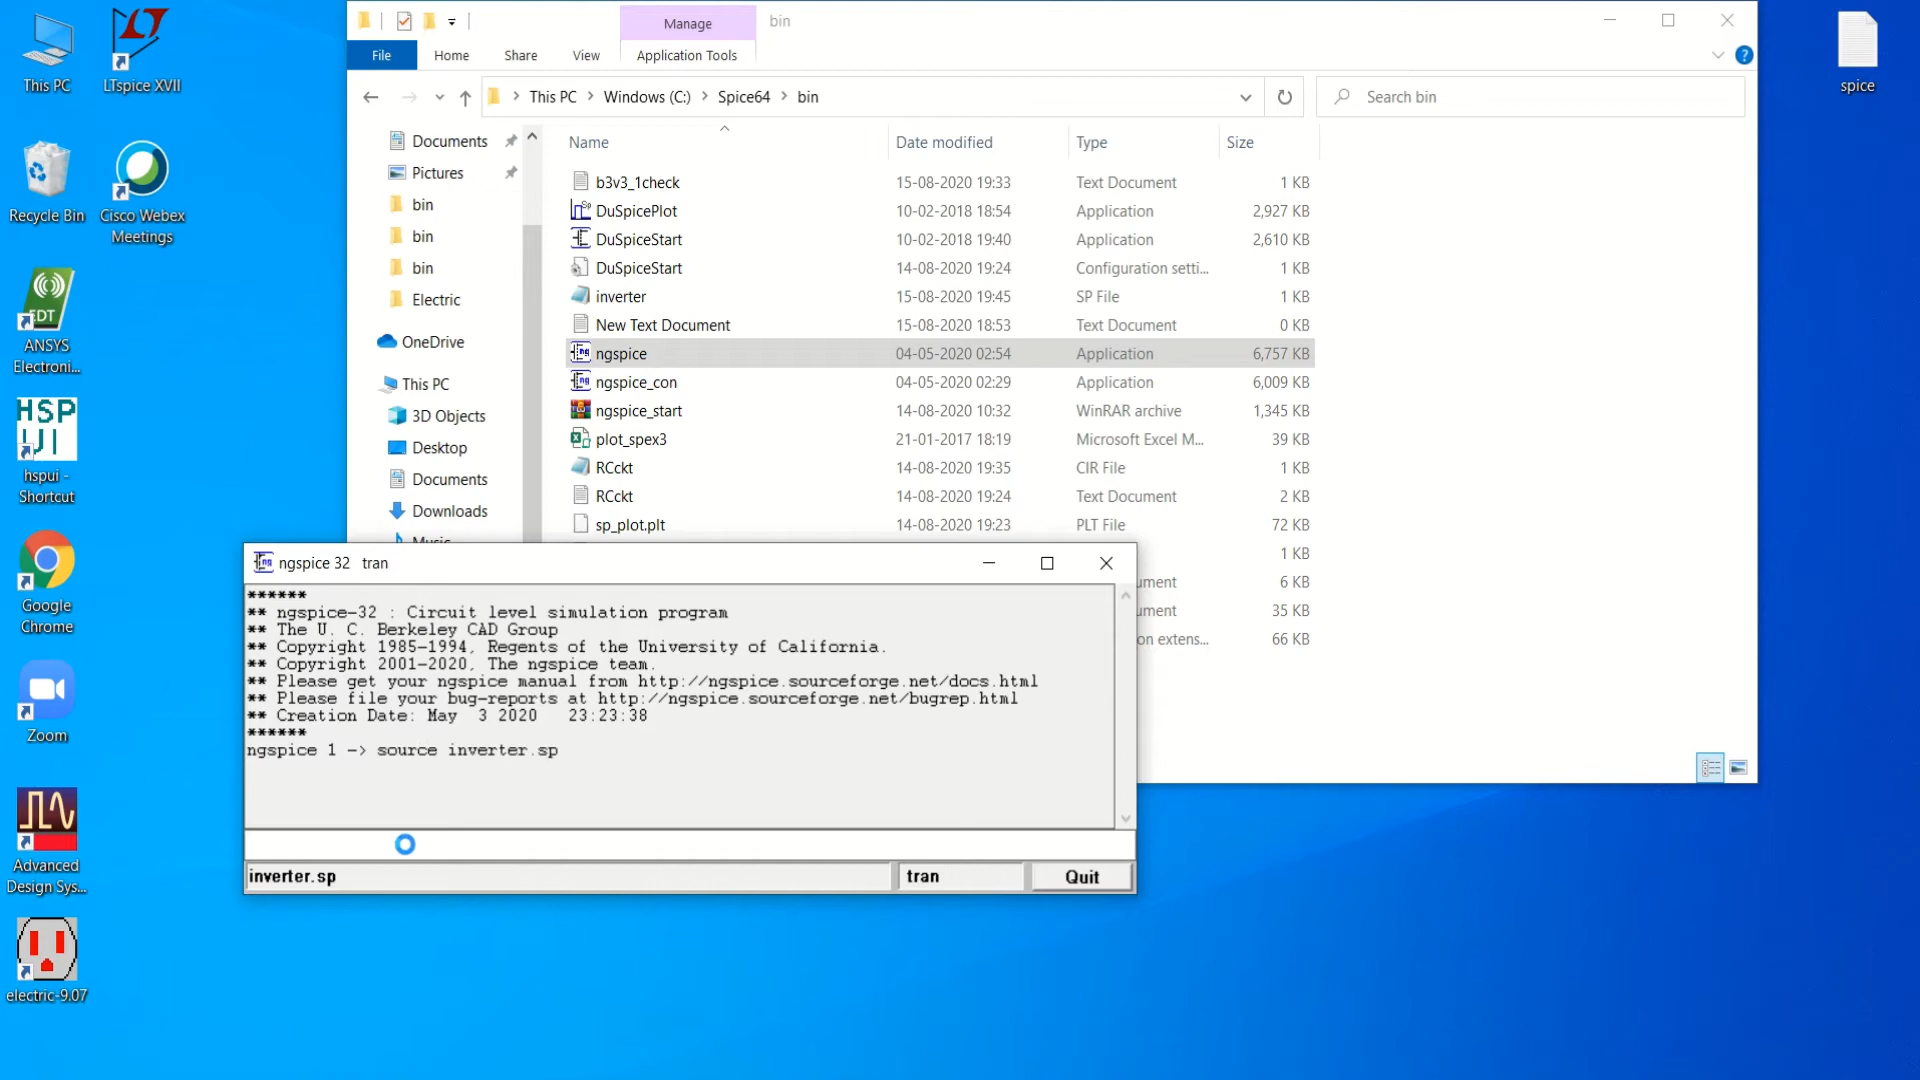 This PC
LTspice XVII
Recycle Bin
Cisco Webex
Meetings
EDT
ANSYS
Electroni...
HSP
UI
hspui -
Shortcut
Google
Chrome
Zoom
Advanced
Design Sys...
electric-9.07
spice
Manage
bin
File
Home
Share
View
Application Tools
This PC
Windows (C:)
Spice64
bin
Search bin
Documents
Pictures
bin
bin
bin
Electric
OneDrive
This PC
3D Objects
Desktop
Documents
Downloads
Music
Name Date modified Type Size
b3v3_1check 15-08-2020 19:33 Text Document 1 KB
DuSpicePlot 10-02-2018 18:54 Application 2,927 KB
DuSpiceStart 10-02-2018 19:40 Application 2,610 KB
DuSpiceStart 14-08-2020 19:24 Configuration setti... 1 KB
inverter 15-08-2020 19:45 SP File 1 KB
New Text Document 15-08-2020 18:53 Text Document 0 KB
ngspice 04-05-2020 02:54 Application 6,757 KB
ngspice_con 04-05-2020 02:29 Application 6,009 KB
ngspice_start 14-08-2020 10:32 WinRAR archive 1,345 KB
plot_spex3 21-01-2017 18:19 Microsoft Excel M... 39 KB
RCckt 14-08-2020 19:35 CIR File 1 KB
RCckt 14-08-2020 19:24 Text Document 2 KB
sp_plot.plt 14-08-2020 19:23 PLT File 72 KB
1 KB
ument 6 KB
ument 35 KB
on extens... 66 KB
ngspice 32 tran
******
** ngspice-32 : Circuit level simulation program
** The U. C. Berkeley CAD Group
** Copyright 1985-1994, Regents of the University of California.
** Copyright 2001-2020, The ngspice team.
** Please get your ngspice manual from http://ngspice.sourceforge.net/docs.html
** Please file your bug-reports at http://ngspice.sourceforge.net/bugrep.html
** Creation Date: May 3 2020 23:23:38
******
ngspice 1 -> source inverter.sp
inverter.sp
tran
Quit